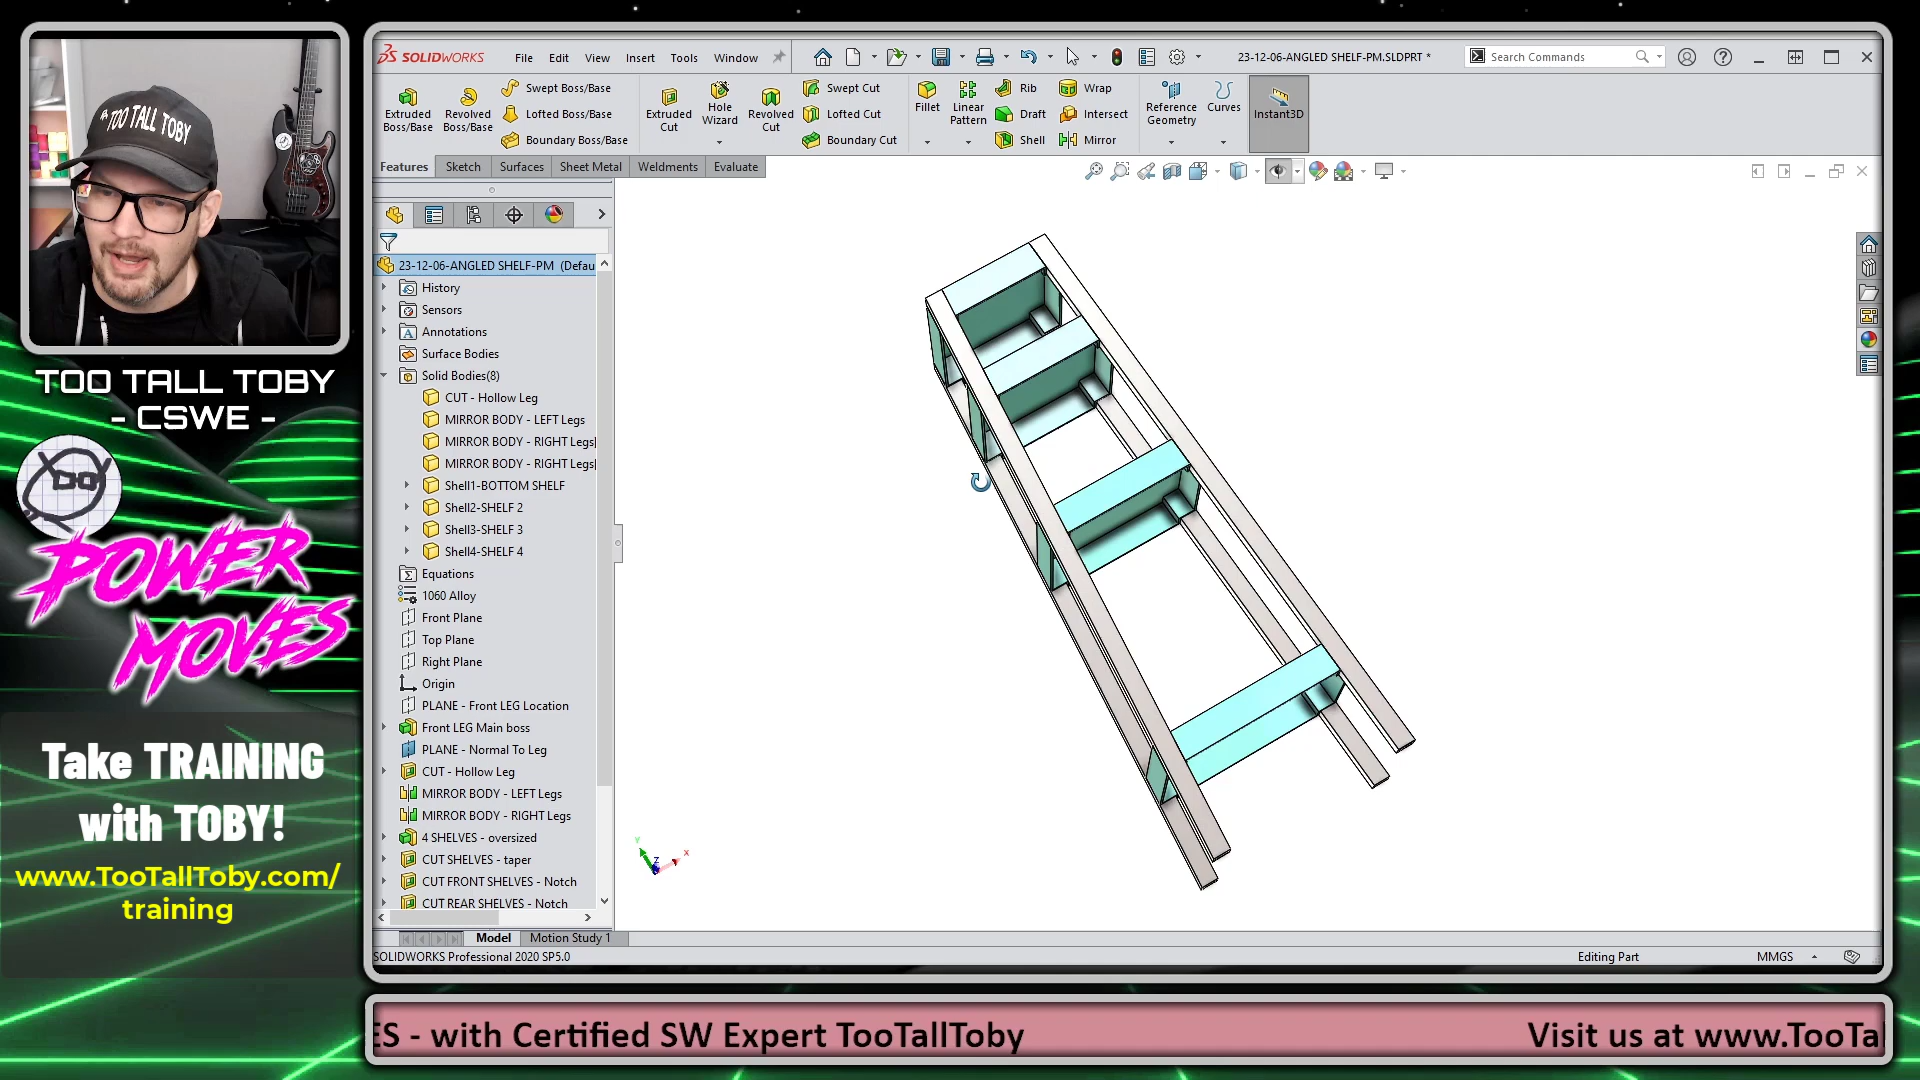 TOO TALL TOBY
TOO TALL TOBY
- CSWE -
POWER
MOVES
Take TRAINING
with TOBY!
www.TooTallToby.com/
training
SOLIDWORKS
File
Edit
View
Insert
Tools
Window
23-12-06-ANGLED SHELF-PM.SLDPRT *
Search Commands
Extruded
Boss/Base
Revolved
Boss/Base
Swept Boss/Base
Lofted Boss/Base
Boundary Boss/Base
Extruded
Cut
Hole
Wizard
Revolved
Cut
Swept Cut
Lofted Cut
Boundary Cut
Fillet
Linear
Pattern
Rib
Draft
Shell
Wrap
Intersect
Mirror
Reference
Geometry
Curves
Instant3D
Features
Sketch
Surfaces
Sheet Metal
Weldments
Evaluate
23-12-06-ANGLED SHELF-PM (Defau
History
Sensors
Annotations
Surface Bodies
Solid Bodies(8)
CUT - Hollow Leg
MIRROR BODY - LEFT Legs
MIRROR BODY - RIGHT Legs
MIRROR BODY - RIGHT Legs
Shell1-BOTTOM SHELF
Shell2-SHELF 2
Shell3-SHELF 3
Shell4-SHELF 4
Equations
1060 Alloy
Front Plane
Top Plane
Right Plane
Origin
PLANE - Front LEG Location
Front LEG Main boss
PLANE - Normal To Leg
CUT - Hollow Leg
MIRROR BODY - LEFT Legs
MIRROR BODY - RIGHT Legs
4 SHELVES - oversized
CUT SHELVES - taper
CUT FRONT SHELVES - Notch
CUT REAR SHELVES - Notch
Y
Z
X
Model
Motion Study 1
SOLIDWORKS Professional 2020 SP5.0
Editing Part
MMGS
ES - with Certified SW Expert TooTallToby
Visit us at www.TooTa